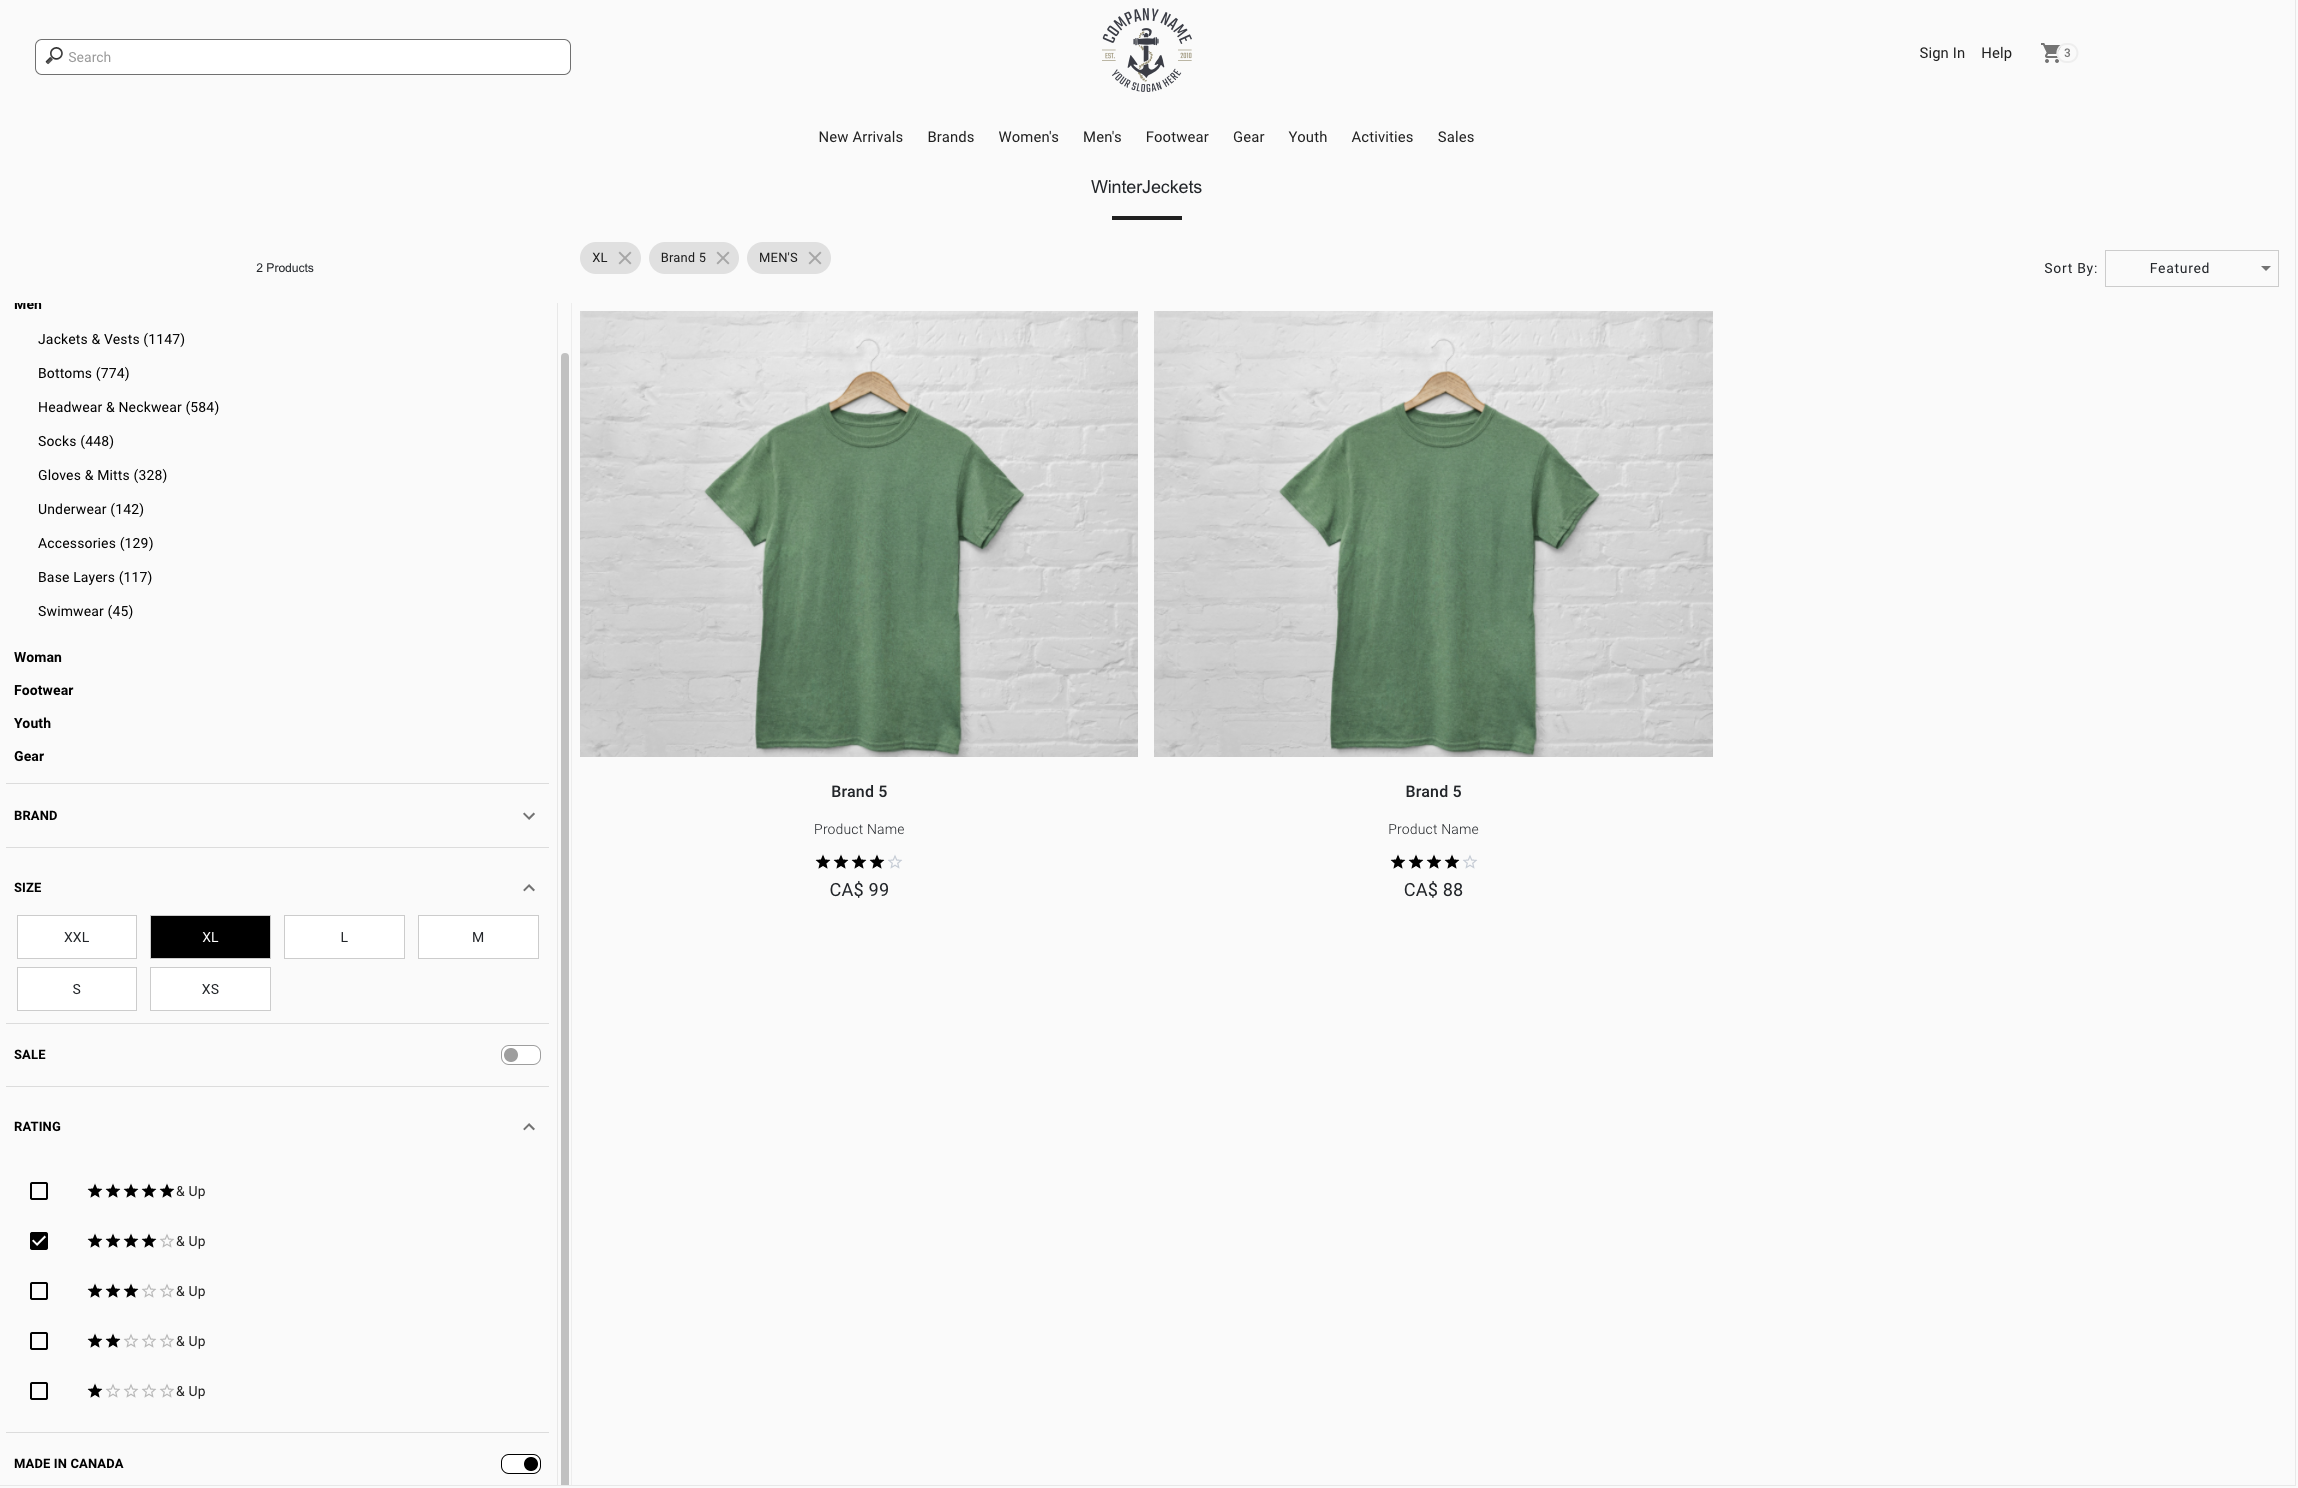 Search
COMPANY NAME
EST.
2010
YOUR SLOGAN HERE
Sign In Help 3
New Arrivals Brands Women's Men's Footwear Gear Youth Activities Sales
WinterJeckets
2 Products
XL Brand 5 MEN'S
Sort By: Featured
Men
Jackets & Vests (1147)
Bottoms (774)
Headwear & Neckwear (584)
Socks (448)
Gloves & Mitts (328)
Underwear (142)
Accessories (129)
Base Layers (117)
Swimwear (45)
Woman
Footwear
Youth
Gear
BRAND
SIZE
XXL XL L M
S XS
SALE
RATING
& Up
& Up
& Up
& Up
& Up
MADE IN CANADA
Brand 5
Product Name
CA$ 99
Brand 5
Product Name
CA$ 88